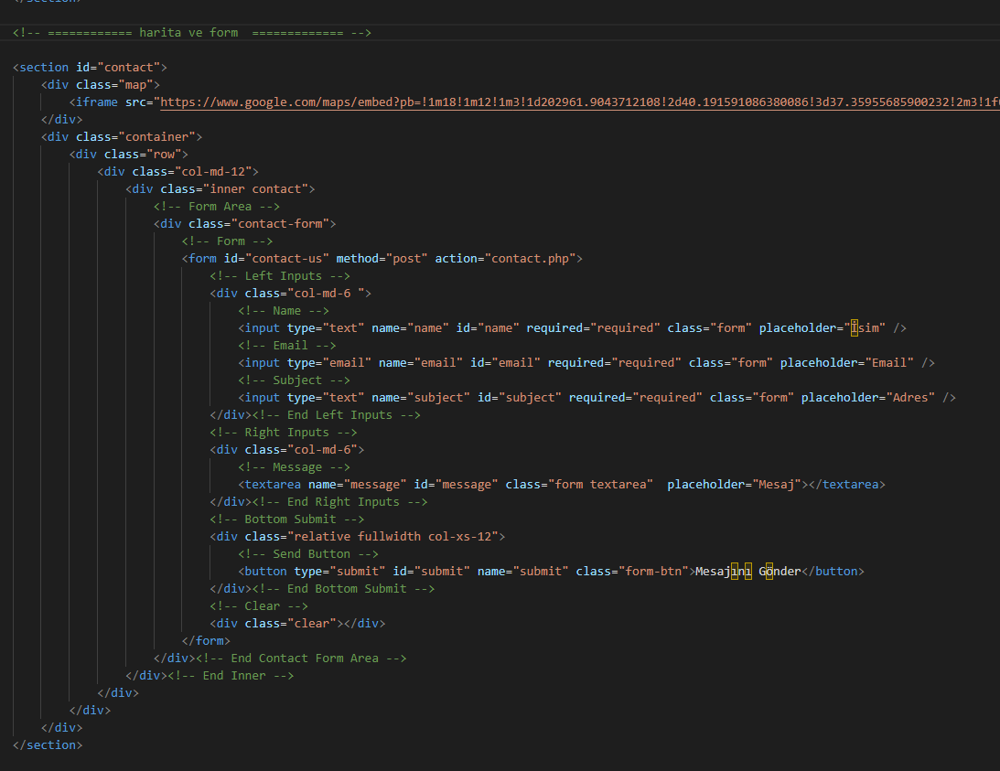 </section>
<!-- ============ harita ve form  ============= -->
<section id="contact">
<div class="map">
<iframe src="https://www.google.com/maps/embed?pb=!1m18!1m12!1m3!1d202961.9043712108!2d40.191591086380086!3d37.35955685900232!2m3!1f0
</div>
<div class="container">
<div class="row">
<div class="col-md-12">
<div class="inner contact">
<!-- Form Area -->
<div class="contact-form">
<!-- Form -->
<form id="contact-us" method="post" action="contact.php">
<!-- Left Inputs -->
<div class="col-md-6 ">
<!-- Name -->
<input type="text" name="name" id="name" required="required" class="form" placeholder="İsim" />
<!-- Email -->
<input type="email" name="email" id="email" required="required" class="form" placeholder="Email" />
<!-- Subject -->
<input type="text" name="subject" id="subject" required="required" class="form" placeholder="Adres" />
</div><!-- End Left Inputs -->
<!-- Right Inputs -->
<div class="col-md-6">
<!-- Message -->
<textarea name="message" id="message" class="form textarea"  placeholder="Mesaj"></textarea>
</div><!-- End Right Inputs -->
<!-- Bottom Submit -->
<div class="relative fullwidth col-xs-12">
<!-- Send Button -->
<button type="submit" id="submit" name="submit" class="form-btn">Mesajını Gönder</button>
</div><!-- End Bottom Submit -->
<!-- Clear -->
<div class="clear"></div>
</form>
</div><!-- End Contact Form Area -->
</div><!-- End Inner -->
</div>
</div>
</div>
</section>